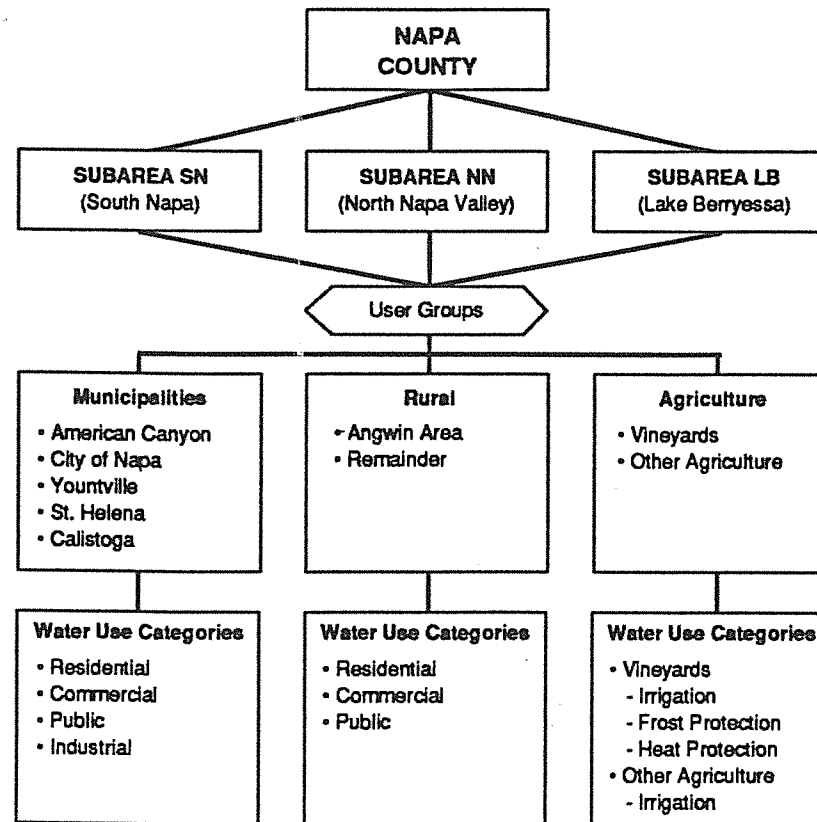 NAPA
COUNTY
SUBAREA SN
(South Napa)
SUBAREA NN
(North Napa Valley)
SUBAREA LB
(Lake Berryessa)
User Groups
Municipalities
• American Canyon
• City of Napa
• Yountville
• St. Helena
• Calistoga
Rural
• Angwin Area
• Remainder
Agriculture
• Vineyards
• Other Agriculture
Water Use Categories
• Residential
• Commercial
• Public
• Industrial
Water Use Categories
• Residential
• Commercial
• Public
Water Use Categories
• Vineyards
- Irrigation
- Frost Protection
- Heat Protection
• Other Agriculture
- Irrigation